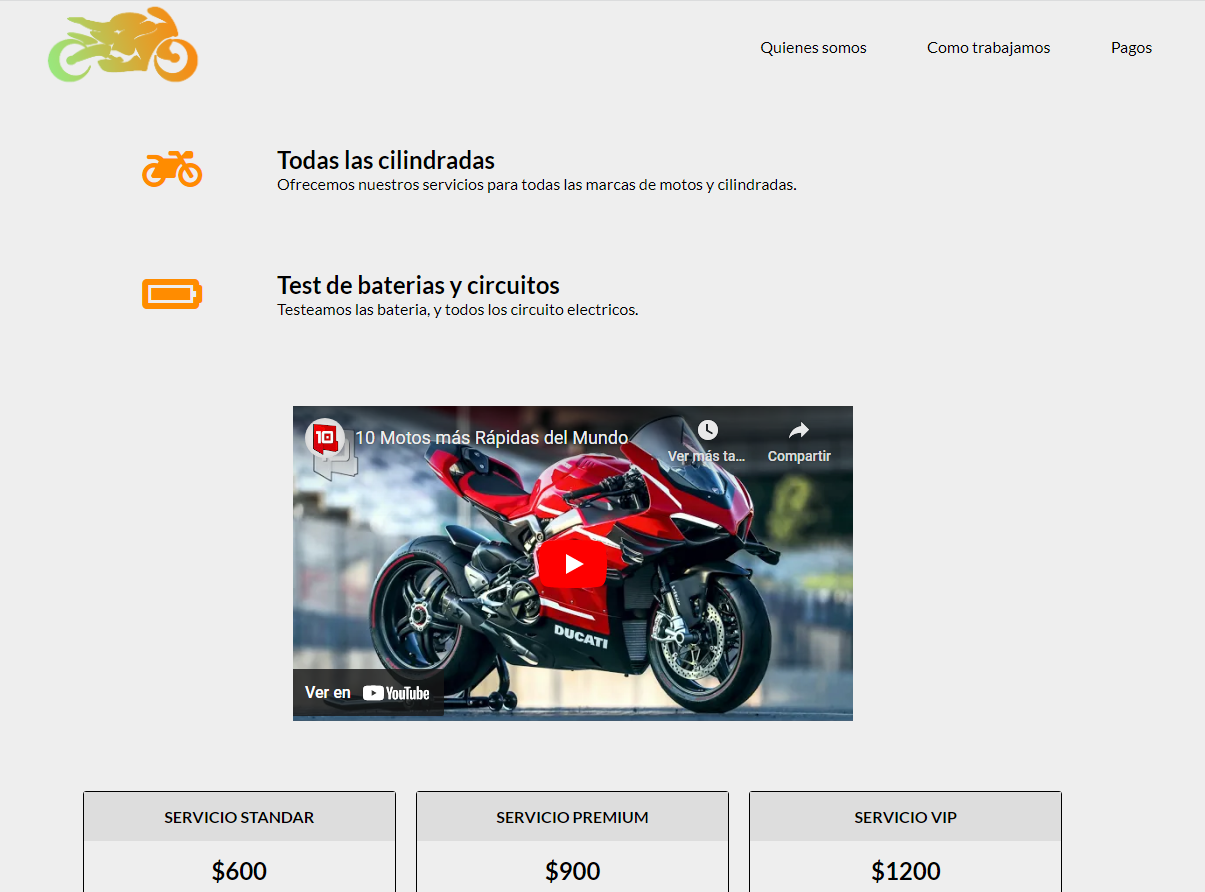 Quienes somos
Como trabajamos
Pagos
Todas las cilindradas
Ofrecemos nuestros servicios para todas las marcas de motos y cilindradas.
Test de baterias y circuitos
Testeamos las bateria, y todos los circuito electricos.
10
10 Motos más Rápidas del Mundo
Ver más ta...
Compartir
DUCATI
Ver en YouTube
SERVICIO STANDAR
SERVICIO PREMIUM
SERVICIO VIP
$600
$900
$1200